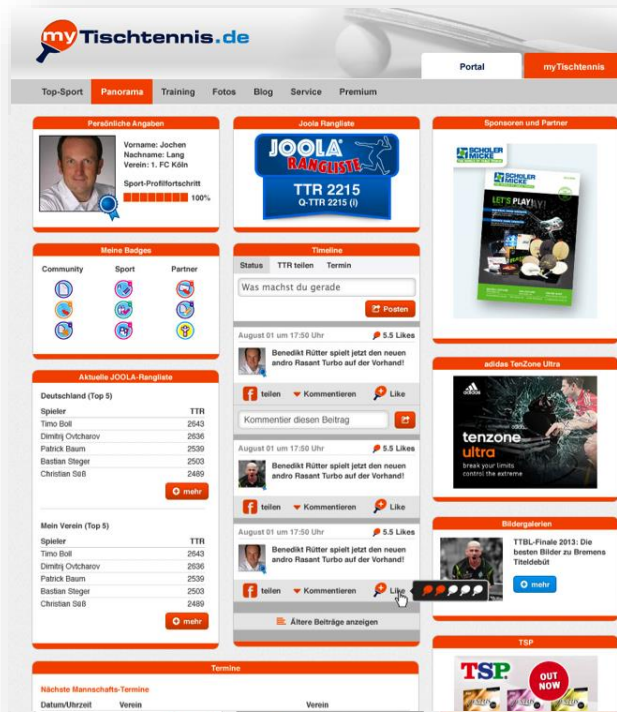 myTischtennis.de
Portal
myTischtennis
Top-Sport
Panorama
Training
Fotos
Blog
Service
Premium
Persönliche Angaben
Vorname: Jochen
Nachname: Lang
Verein: 1. FC Köln
Sport-Profilfortschritt
100%
Joola Rangliste
JOOLA
RANGLISTE
TTR 2215
Q-TTR 2215 (i)
Sponsoren und Partner
SCHÖLER
MICKE
SCHÖLER
MICKE
LET'S PLAY!
Meine Badges
Community Sport Partner
Timeline
Status TTR teilen Termin
Was machst du gerade
Posten
August 01 um 17:50 Uhr 5.5 Likes
Benedikt Rütter spielt jetzt den neuen
andro Rasant Turbo auf der Vorhand!
teilen Kommentieren Like
Kommentier diesen Beitrag
August 01 um 17:50 Uhr 5.5 Likes
Benedikt Rütter spielt jetzt den neuen
andro Rasant Turbo auf der Vorhand!
teilen Kommentieren Like
August 01 um 17:50 Uhr 5.5 Likes
Benedikt Rütter spielt jetzt den neuen
andro Rasant Turbo auf der Vorhand!
teilen Kommentieren Like
Ältere Beiträge anzeigen
Aktuelle JOOLA-Rangliste
Deutschland (Top 5)
Spieler TTR
Timo Boll 2643
Dimitrij Ovtcharov 2636
Patrick Baum 2539
Bastian Steger 2503
Christian Süß 2489
mehr
Mein Verein (Top 5)
Spieler TTR
Timo Boll 2643
Dimitrij Ovtcharov 2636
Patrick Baum 2539
Bastian Steger 2503
Christian Süß 2489
mehr
adidas TenZone Ultra
adidas
tenzone
ultra
break your limits
control the extreme
Bildergalerien
TTBL-Finale 2013: Die
besten Bilder zu Bremens
Titeldebüt
mehr
TSP
TSP
OUT
NOW
Termine
Nächste Mannschafts-Termine
Datum/Uhrzeit Verein Verein